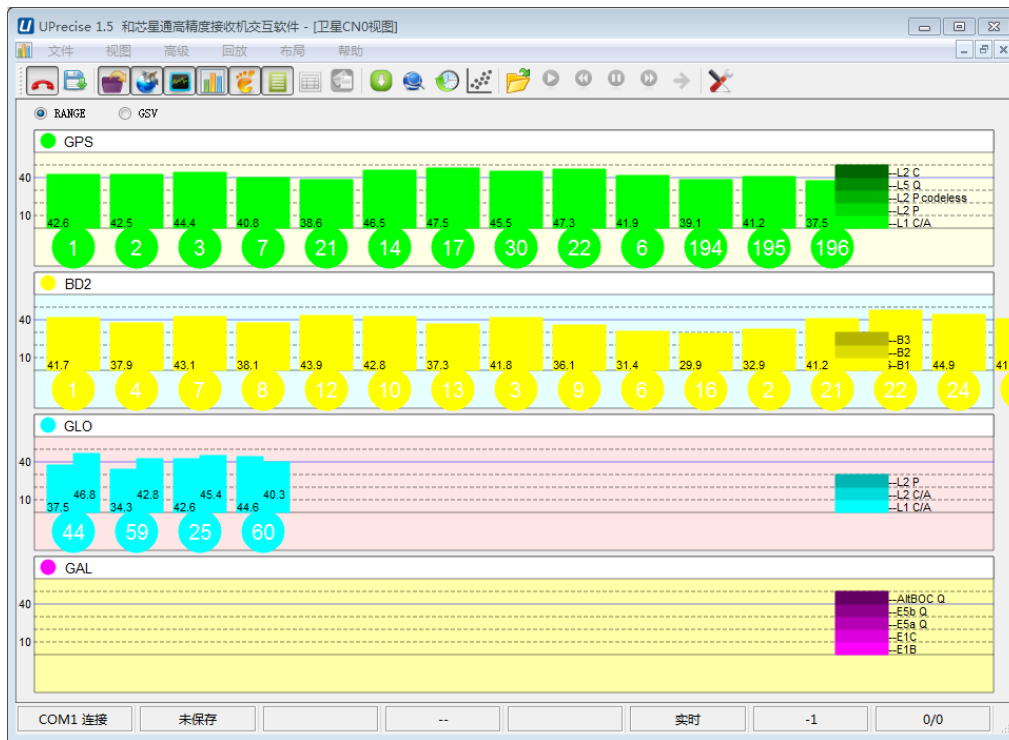 UPrecise 1.5 和芯星通高精度接收机交互软件 - [卫星CN0视图]
文件 视图 高级 回放 布局 帮助
RANGE GSV
GPS
40
10
42.6 42.5 44.4 40.8 38.6 46.5 47.5 45.5 47.3 41.9 39.1 41.2 37.5
--L2 C
--L5 Q
--L2 P codeless
--L2 P
--L1 C/A
1 2 3 7 21 14 17 30 22 6 194 195 196
BD2
40
10
41.7 37.9 43.1 38.1 43.9 42.8 37.3 41.8 36.1 31.4 29.9 32.9 41.2 44.9 41
--B3
--B2
--B1
1 4 7 8 12 10 13 3 9 6 16 2 21 22 24
GLO
40
10
46.8 42.8 45.4 40.3
37.5 34.3 42.6 44.6
--L2 P
--L2 C/A
--L1 C/A
44 59 25 60
GAL
40
10
--AltBOC Q
--E5b Q
--E5a Q
--E1C
--E1B
COM1 连接 未保存 -- 实时 -1 0/0